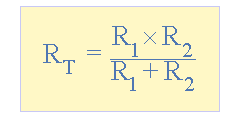 R_T = (R_1 × R_2) / (R_1 + R_2)